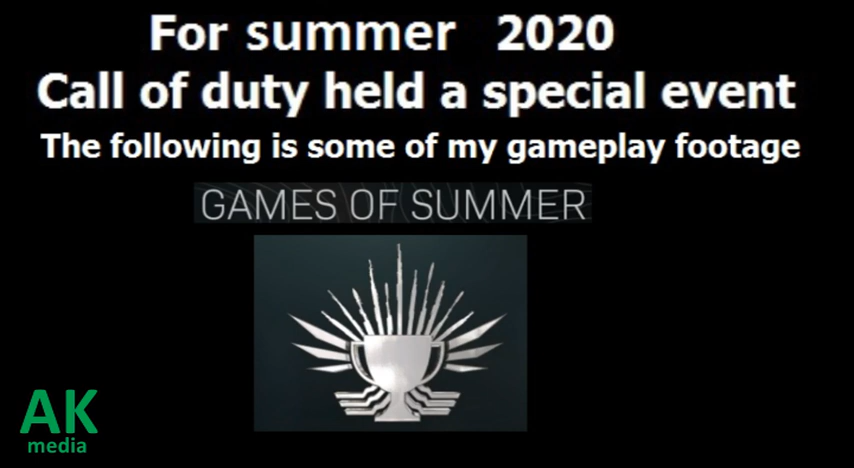 For summer 2020
Call of duty held a special event
The following is some of my gameplay footage
GAMES OF SUMMER
AK
media